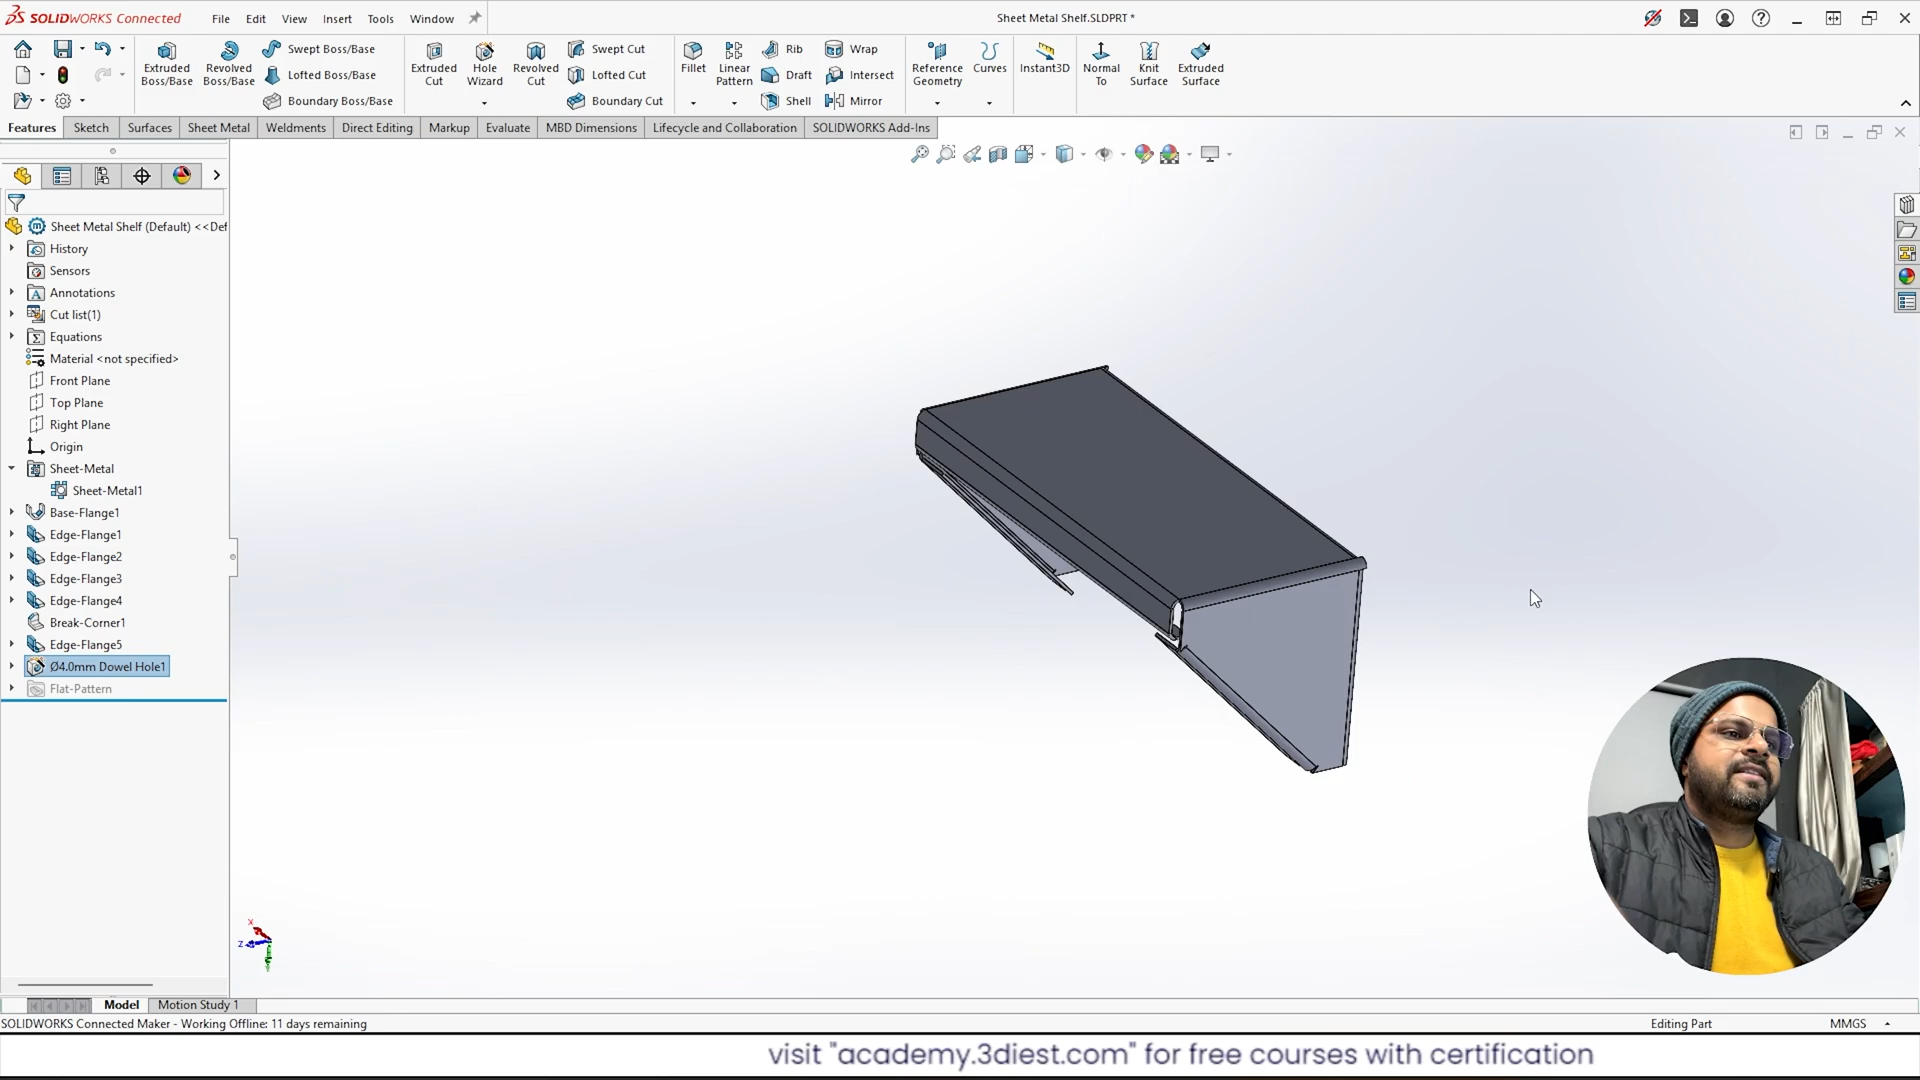 SOLIDWORKS Connected
File Edit View Insert Tools Window
Sheet Metal Shelf.SLDPRT *
Extruded Boss/Base
Revolved Boss/Base
Swept Boss/Base
Lofted Boss/Base
Boundary Boss/Base
Extruded Cut
Hole Wizard
Revolved Cut
Swept Cut
Lofted Cut
Boundary Cut
Fillet
Linear Pattern
Rib
Draft
Shell
Wrap
Intersect
Mirror
Reference Geometry
Curves
Instant3D
Normal To
Knit Surface
Extruded Surface
Features Sketch Surfaces Sheet Metal Weldments Direct Editing Markup Evaluate MBD Dimensions Lifecycle and Collaboration SOLIDWORKS Add-Ins
Sheet Metal Shelf (Default) <<Def
History
Sensors
Annotations
Cut list(1)
Equations
Material <not specified>
Front Plane
Top Plane
Right Plane
Origin
Sheet-Metal
Sheet-Metal1
Base-Flange1
Edge-Flange1
Edge-Flange2
Edge-Flange3
Edge-Flange4
Break-Corner1
Edge-Flange5
Ø4.0mm Dowel Hole1
Flat-Pattern
X
Z
Model Motion Study 1
SOLIDWORKS Connected Maker - Working Offline: 11 days remaining
Editing Part MMGS
visit "academy.3diest.com" for free courses with certification